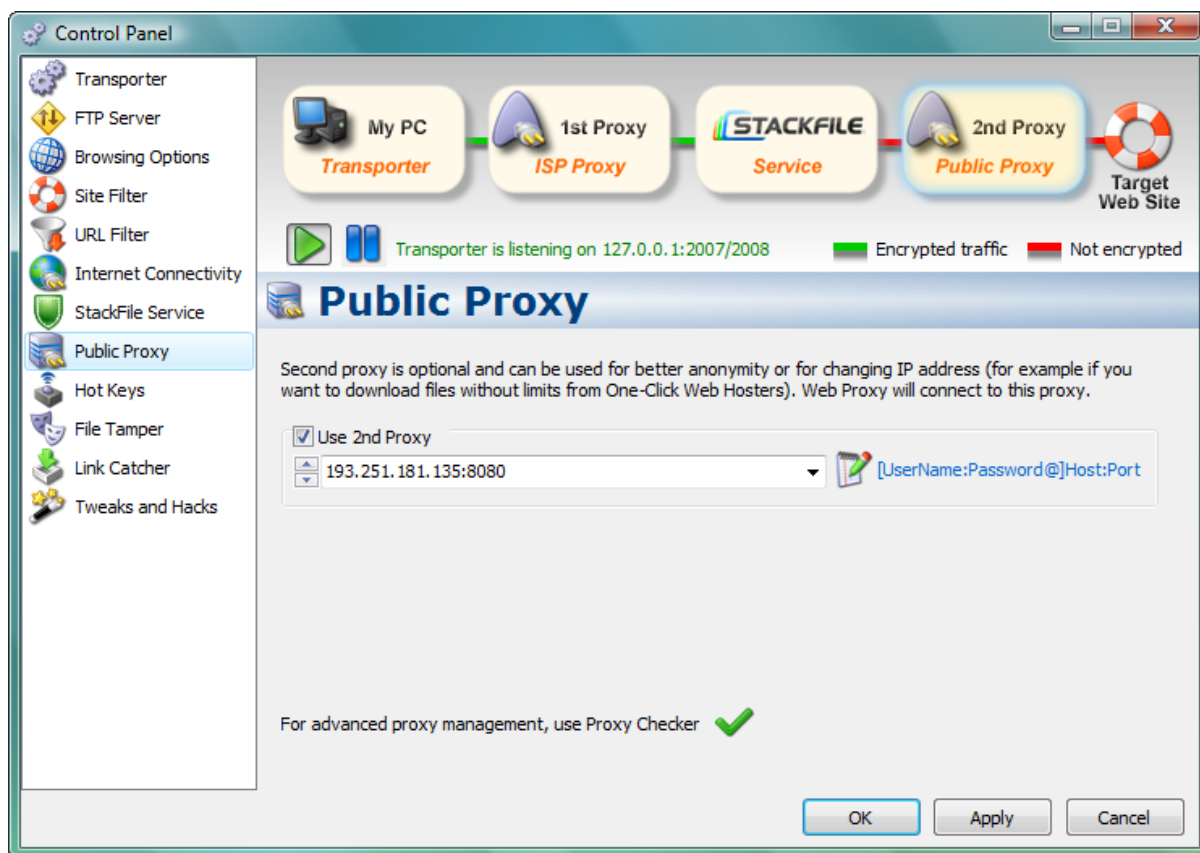 Control Panel
Transporter
FTP Server
Browsing Options
Site Filter
URL Filter
Internet Connectivity
StackFile Service
Public Proxy
Hot Keys
File Tamper
Link Catcher
Tweaks and Hacks
My PC
Transporter
1st Proxy
ISP Proxy
STACKFILE
Service
2nd Proxy
Public Proxy
Target
Web Site
Transporter is listening on 127.0.0.1:2007/2008
Encrypted traffic
Not encrypted
Public Proxy
Second proxy is optional and can be used for better anonymity or for changing IP address (for example if you
want to download files without limits from One-Click Web Hosters). Web Proxy will connect to this proxy.
Use 2nd Proxy
193.251.181.135:8080
[UserName:Password@]Host:Port
For advanced proxy management, use Proxy Checker
OK
Apply
Cancel